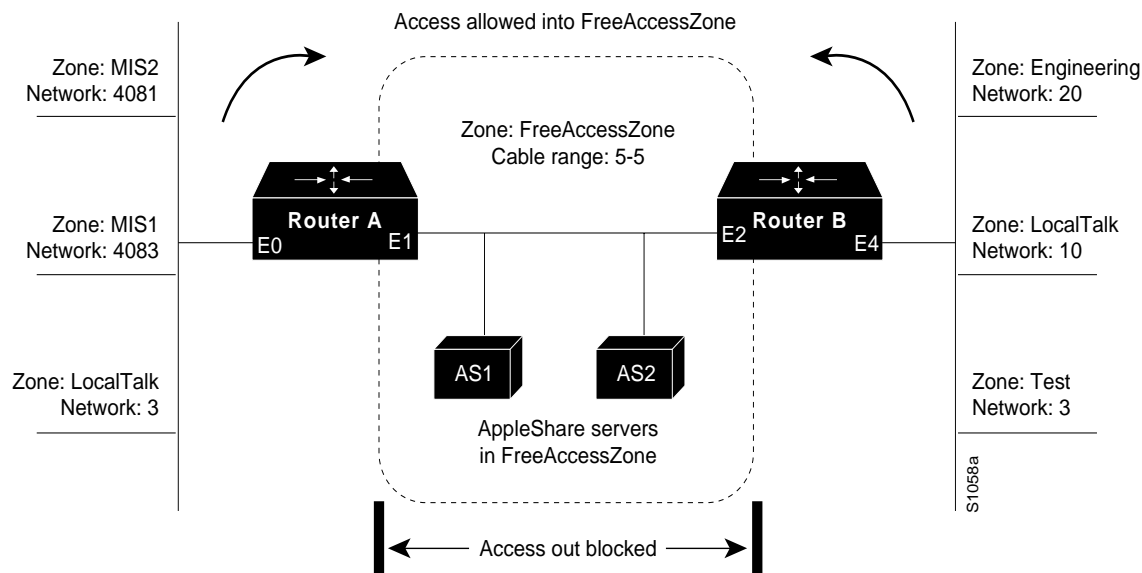 Access allowed into FreeAccessZone
Zone: MIS2
Network: 4081
Zone: Engineering
Network: 20
Zone: FreeAccessZone
Cable range: 5-5
Zone: MIS1
Network: 4083
Router A
E0
E1
Router B
E2
E4
Zone: LocalTalk
Network: 10
AS1
AS2
Zone: LocalTalk
Network: 3
Zone: Test
Network: 3
AppleShare servers
in FreeAccessZone
S1058a
Access out blocked